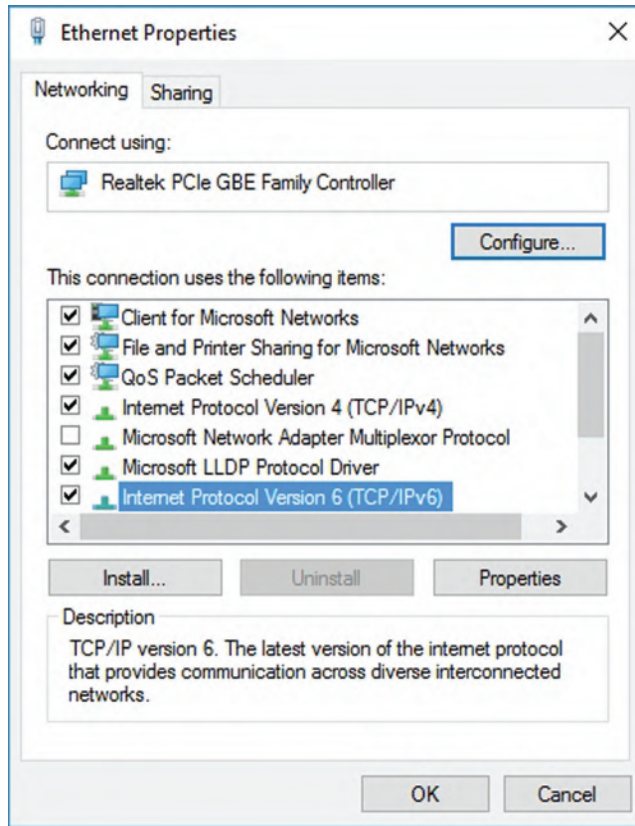 Ethernet Properties
Networking
Sharing
Connect using:
Realtek PCIe GBE Family Controller
Configure...
This connection uses the following items:
Client for Microsoft Networks
File and Printer Sharing for Microsoft Networks
QoS Packet Scheduler
Internet Protocol Version 4 (TCP/IPv4)
Microsoft Network Adapter Multiplexor Protocol
Microsoft LLDP Protocol Driver
Internet Protocol Version 6 (TCP/IPv6)
Install...
Uninstall
Properties
Description
TCP/IP version 6. The latest version of the internet protocol
that provides communication across diverse interconnected
networks.
OK
Cancel